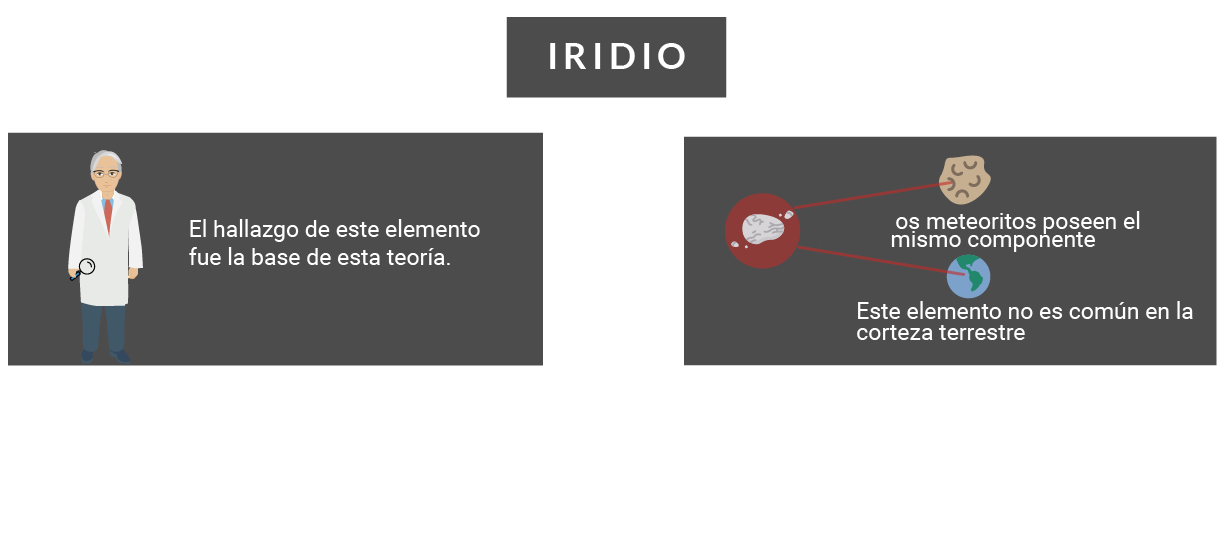 IRIDIO
El hallazgo de este elemento
fue la base de esta teoría.
os meteoritos poseen el
mismo componente
Este elemento no es común en la
corteza terrestre